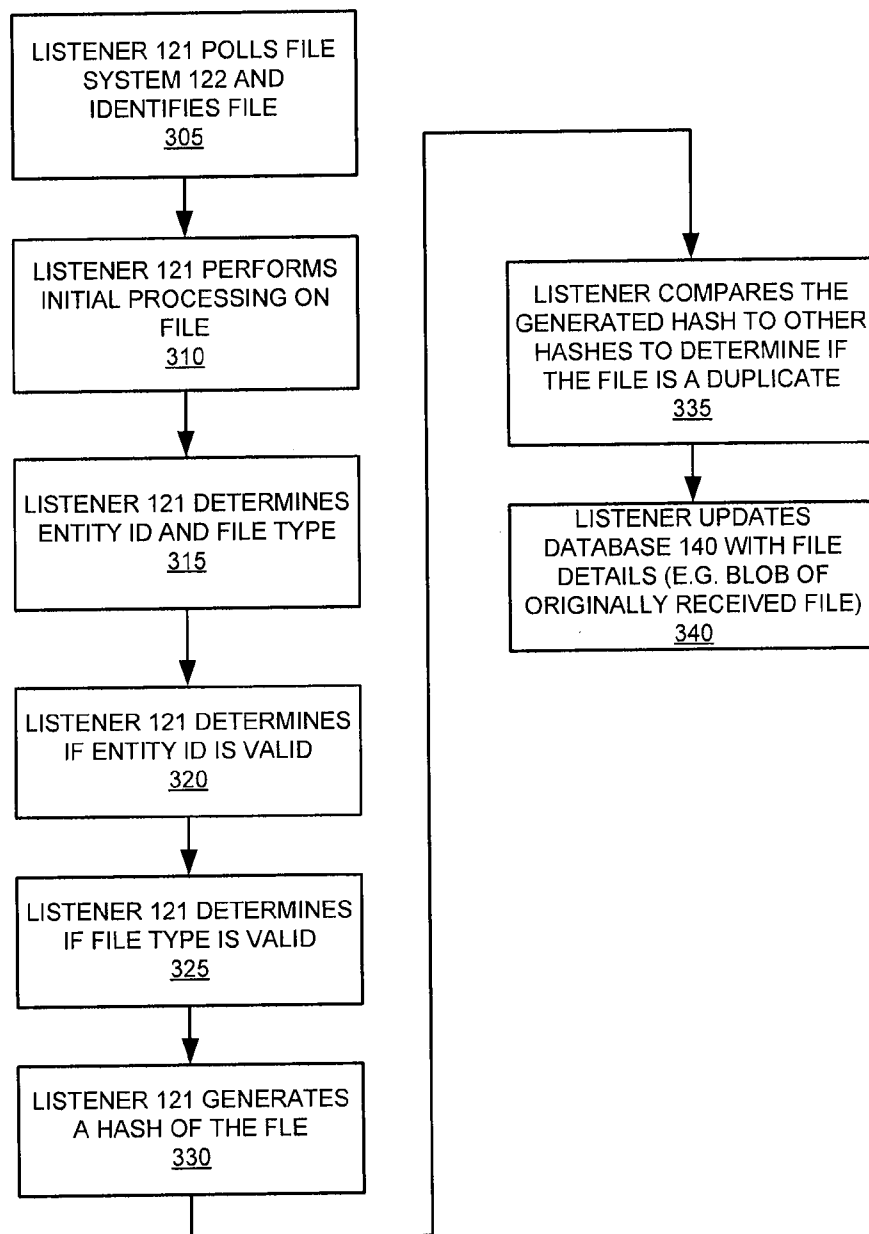 LISTENER 121 POLLS FILE
SYSTEM 122 AND
IDENTIFIES FILE
305
LISTENER 121 PERFORMS
INITIAL PROCESSING ON
FILE
310
LISTENER 121 DETERMINES
ENTITY ID AND FILE TYPE
315
LISTENER 121 DETERMINES
IF ENTITY ID IS VALID
320
LISTENER 121 DETERMINES
IF FILE TYPE IS VALID
325
LISTENER 121 GENERATES
A HASH OF THE FLE
330
LISTENER COMPARES THE
GENERATED HASH TO OTHER
HASHES TO DETERMINE IF
THE FILE IS A DUPLICATE
335
LISTENER UPDATES
DATABASE 140 WITH FILE
DETAILS (E.G. BLOB OF
ORIGINALLY RECEIVED FILE)
340